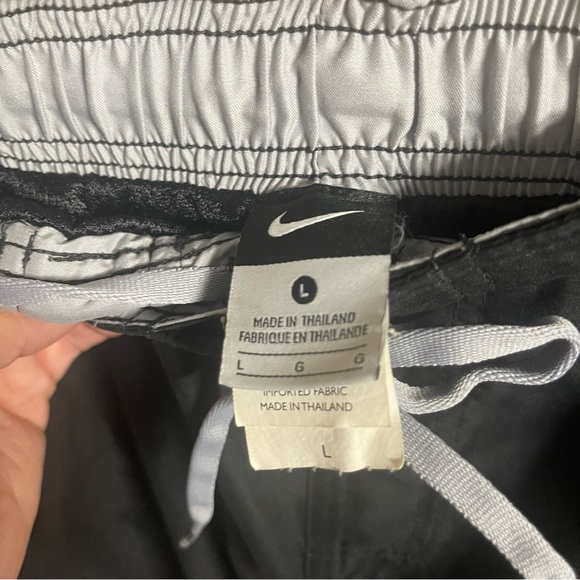 L
MADE IN THAILAND
FABRIQUE EN THAILANDE
L G G
IMPORTED FABRIC
MADE IN THAILAND
L